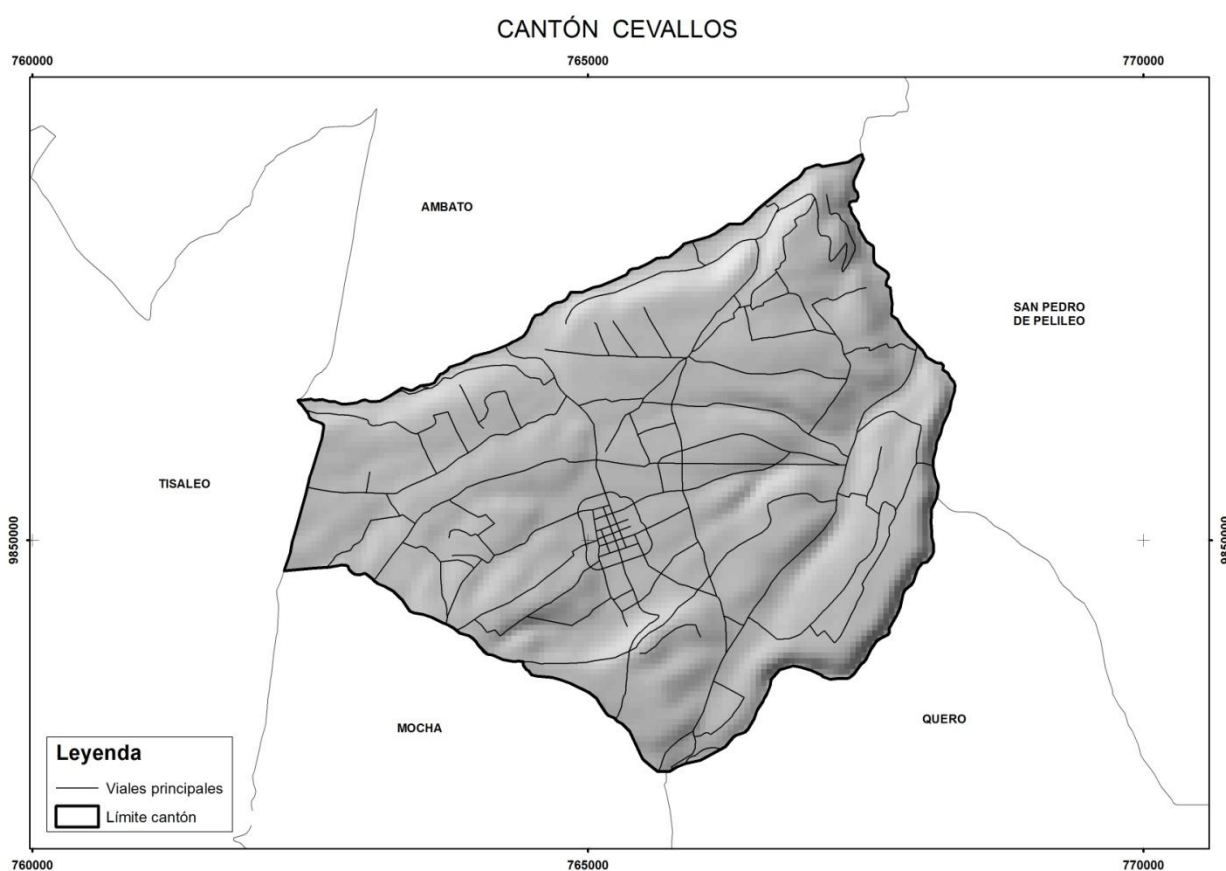 CANTÓN CEVALLOS
760000
765000
770000
AMBATO
SAN PEDRO
DE PELILEO
TISALEO
9850000
9850000
MOCHA
QUERO
Leyenda
Viales principales
Límite cantón
760000
765000
770000